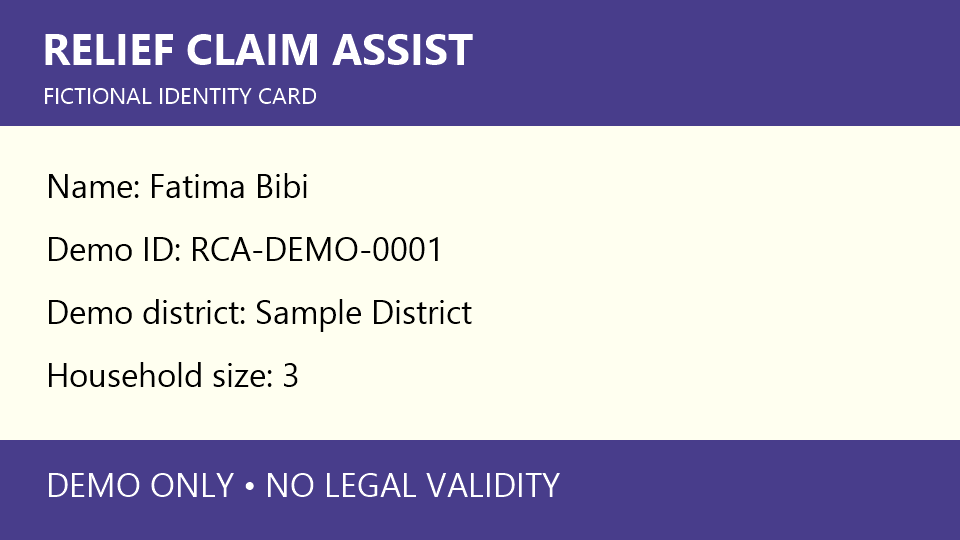 RELIEF CLAIM ASSIST
FICTIONAL IDENTITY CARD
Name: Fatima Bibi
Demo ID: RCA-DEMO-0001
Demo district: Sample District
Household size: 3
DEMO ONLY • NO LEGAL VALIDITY